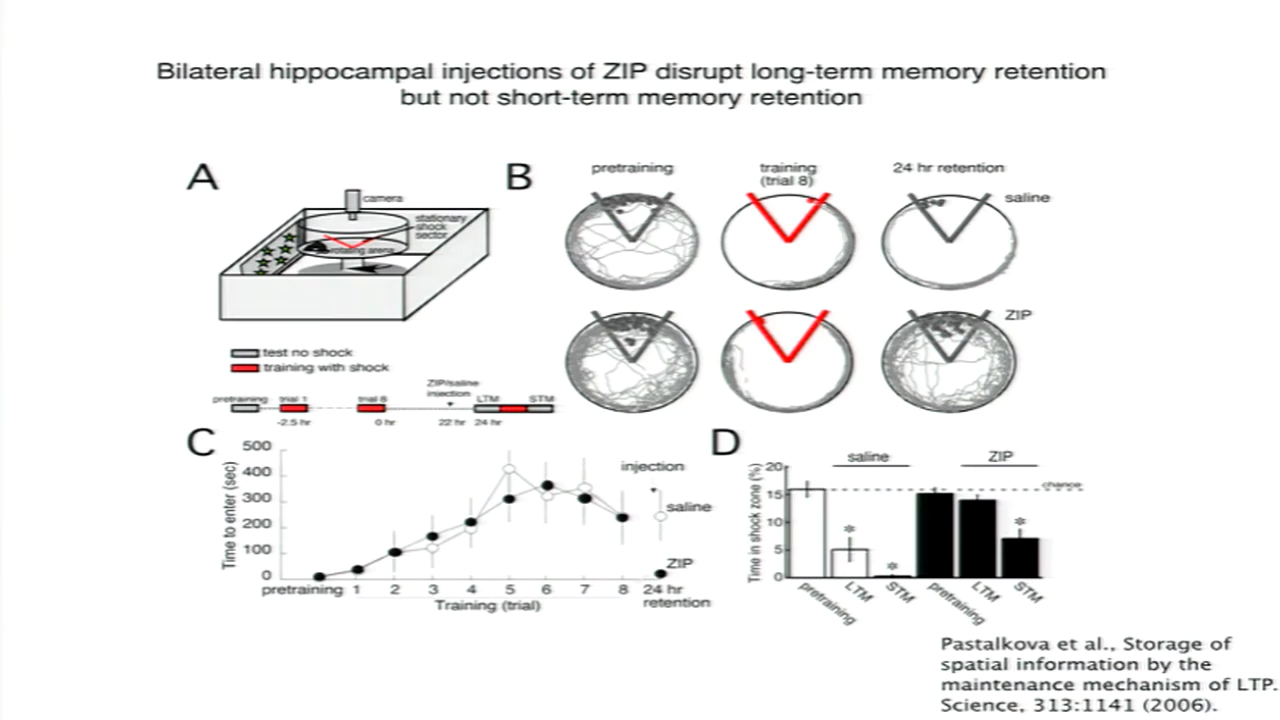 Bilateral hippocampal injections of ZIP disrupt long-term memory retention
but not short-term memory retention
A
camera
stationary
shock
sector
rotating arena
test no shock
training with shock
ZIP/saline
injection
pretraining trial 1 trial 8 LTM STM
-2.5 hr 0 hr 22 hr 24 hr
B
pretraining training (trial 8) 24 hr retention
saline
ZIP
C
Time to enter (sec)
500
400
300
200
100
0
injection
saline
ZIP
pretraining 1 2 3 4 5 6 7 8 24 hr
retention
Training (trial)
D
saline ZIP
Time in shock zone (%)
20
15
10
5
0
chance
* * *
pretraining LTM STM pretraining LTM STM
Pastalkova et al., Storage of
spatial information by the
maintenance mechanism of LTP.
Science, 313:1141 (2006).